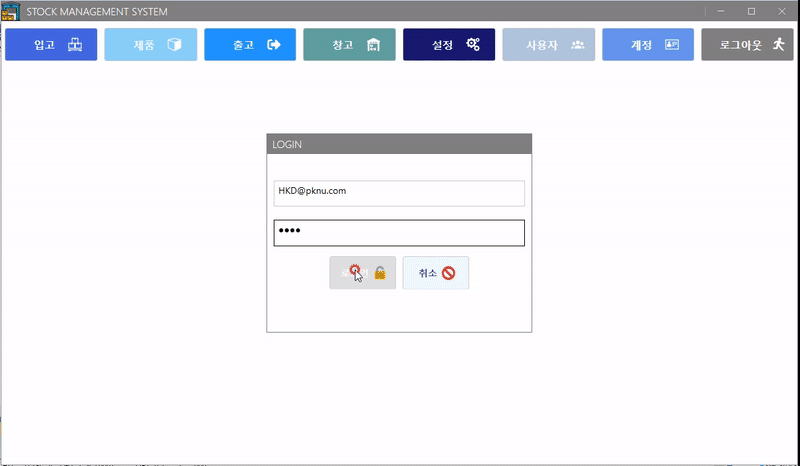 STOCK MANAGEMENT SYSTEM
입고 제품 출고 창고 설정 사용자 계정 로그아웃
LOGIN
HKD@pknu.com
••••
취소